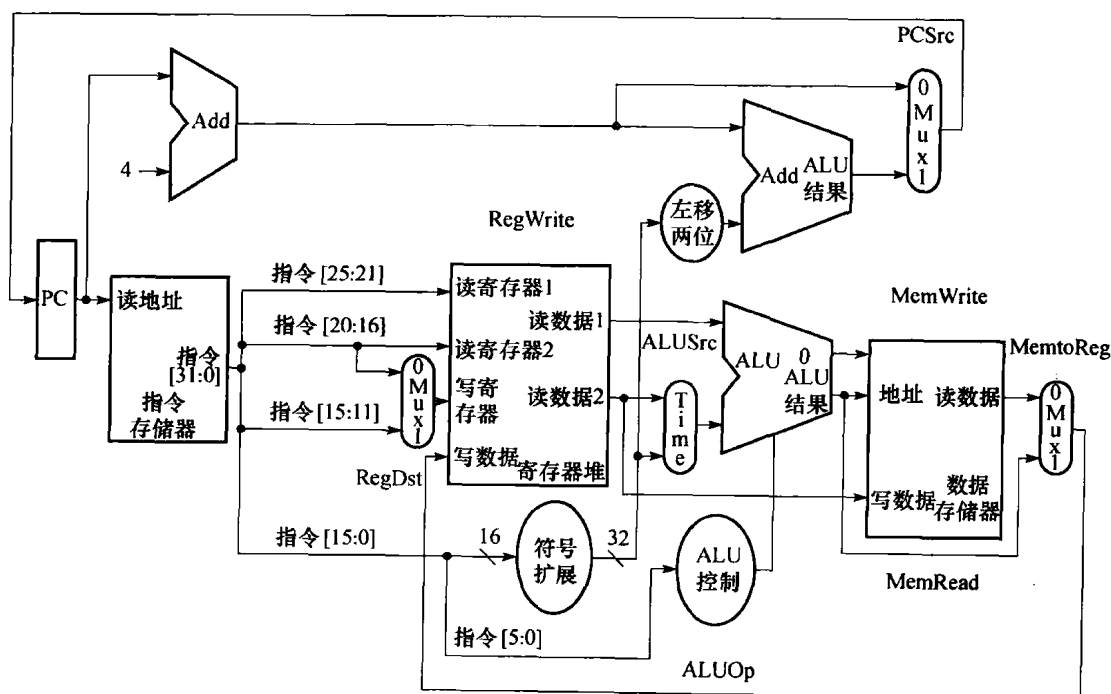 PCSrc
0
Mux1
Add
4
Add
ALU
结果
左移
两位
RegWrite
PC
读地址
指令
[31:0]
指令
存储器
指令 [25:21]
指令 [20:16]
指令 [15:11]
0
Mux1
RegDst
读寄存器1
读数据1
读寄存器2
写寄
存器
读数据2
写数据
寄存器堆
ALUSrc
Time
ALU
0
ALU
结果
MemWrite
地址
读数据
写数据
数据
存储器
MemtoReg
0
Mux1
MemRead
指令 [15:0]
16
符号
扩展
32
ALU
控制
指令 [5:0]
ALUOp